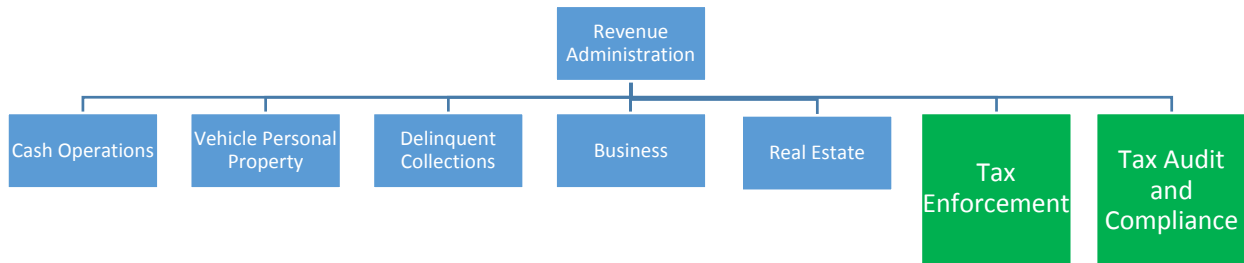 Revenue
Administration
Cash Operations
Vehicle Personal
Property
Delinquent
Collections
Business
Real Estate
Tax
Enforcement
Tax Audit
and
Compliance